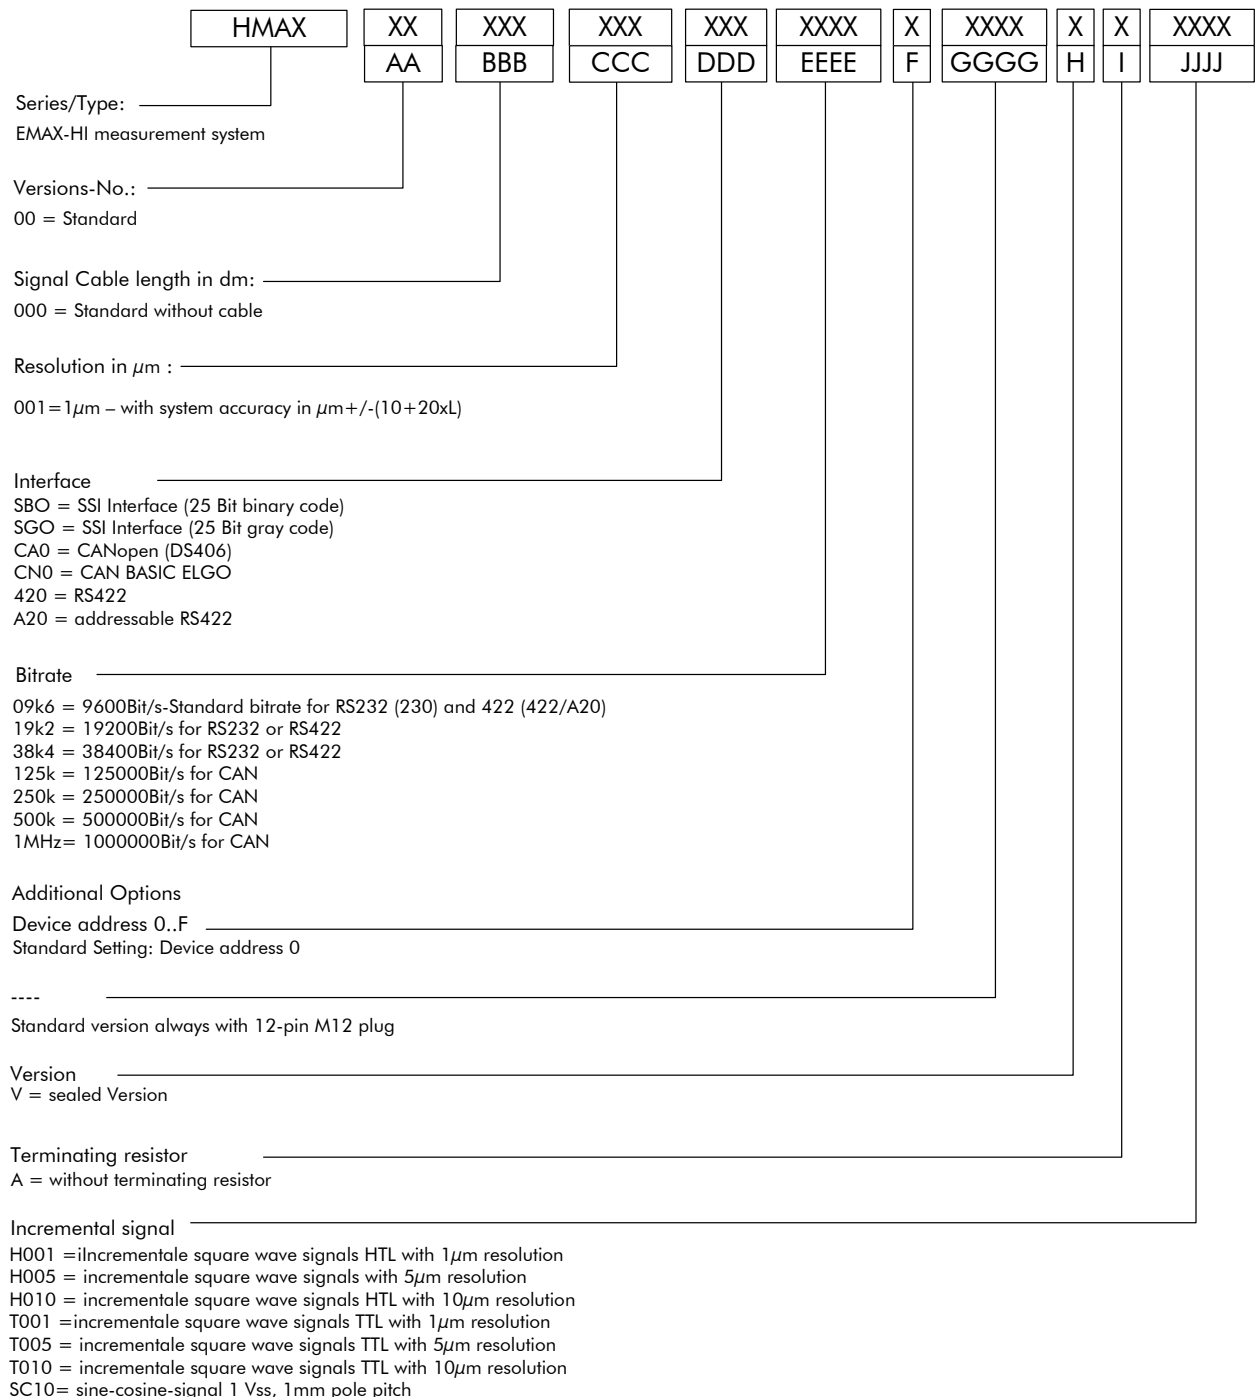 HMAX XX XXX XXX XXX XXXX X XXXX X X XXXX
AA BBB CCC DDD EEEE F GGGG H I JJJJ
Series/Type:
EMAX-HI measurement system
Versions-No.:
00 = Standard
Signal Cable length in dm:
000 = Standard without cable
Resolution in µm :
001=1µm – with system accuracy in µm+/-(10+20xL)
Interface
SBO = SSI Interface (25 Bit binary code)
SGO = SSI Interface (25 Bit gray code)
CA0 = CANopen (DS406)
CN0 = CAN BASIC ELGO
420 = RS422
A20 = addressable RS422
Bitrate
09k6 = 9600Bit/s-Standard bitrate for RS232 (230) and 422 (422/A20)
19k2 = 19200Bit/s for RS232 or RS422
38k4 = 38400Bit/s for RS232 or RS422
125k = 125000Bit/s for CAN
250k = 250000Bit/s for CAN
500k = 500000Bit/s for CAN
1MHz= 1000000Bit/s for CAN
Additional Options
Device address 0..F
Standard Setting: Device address 0
----
Standard version always with 12-pin M12 plug
Version
V = sealed Version
Terminating resistor
A = without terminating resistor
Incremental signal
H001 =iIncrementale square wave signals HTL with 1µm resolution
H005 = incrementale square wave signals with 5µm resolution
H010 = incrementale square wave signals HTL with 10µm resolution
T001 =incrementale square wave signals TTL with 1µm resolution
T005 = incrementale square wave signals TTL with 5µm resolution
T010 = incrementale square wave signals TTL with 10µm resolution
SC10= sine-cosine-signal 1 Vss, 1mm pole pitch